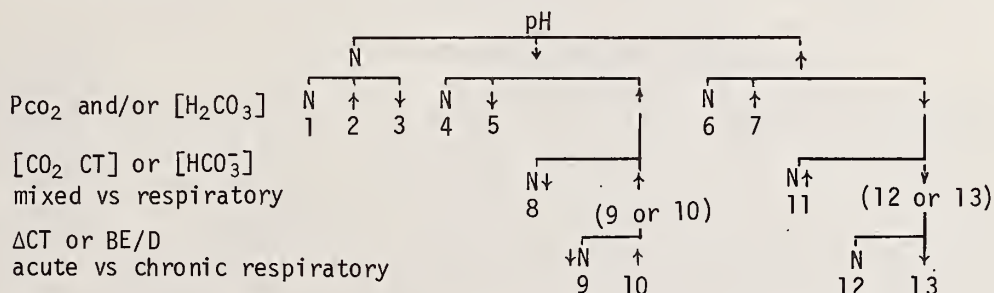 pH
N ↓ ↑
Pco₂ and/or [H₂CO₃] N ↑ ↓ N ↓ ↑ N ↑ ↓
1 2 3 4 5 6 7
[CO₂ CT] or [HCO₃⁻]
mixed vs respiratory N↓ ↑ N↑ ↓
8 (9 or 10) 11 (12 or 13)
ΔCT or BE/D
acute vs chronic respiratory ↓N ↑ N ↓
9 10 12 13